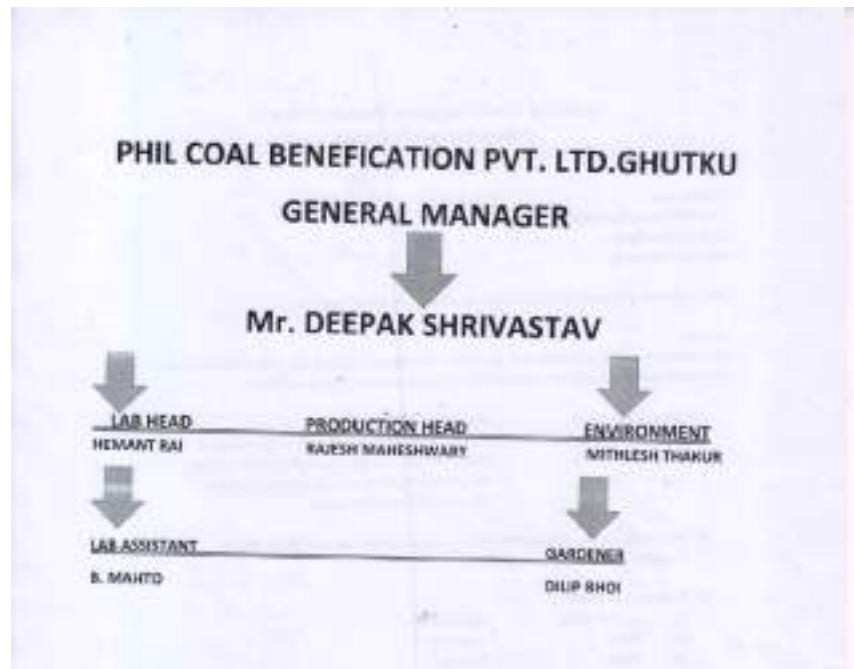 PHIL COAL BENEFICATION PVT. LTD.GHUTKU
GENERAL MANAGER
Mr. DEEPAK SHRIVASTAV
LAB HEAD PRODUCTION HEAD ENVIRONMENT
HEMANT RAI RAJESH MAHESHWARY MITHLESH THAKUR
LAB ASSISTANT GARDENER
B. MAHTO DILIP BHOI